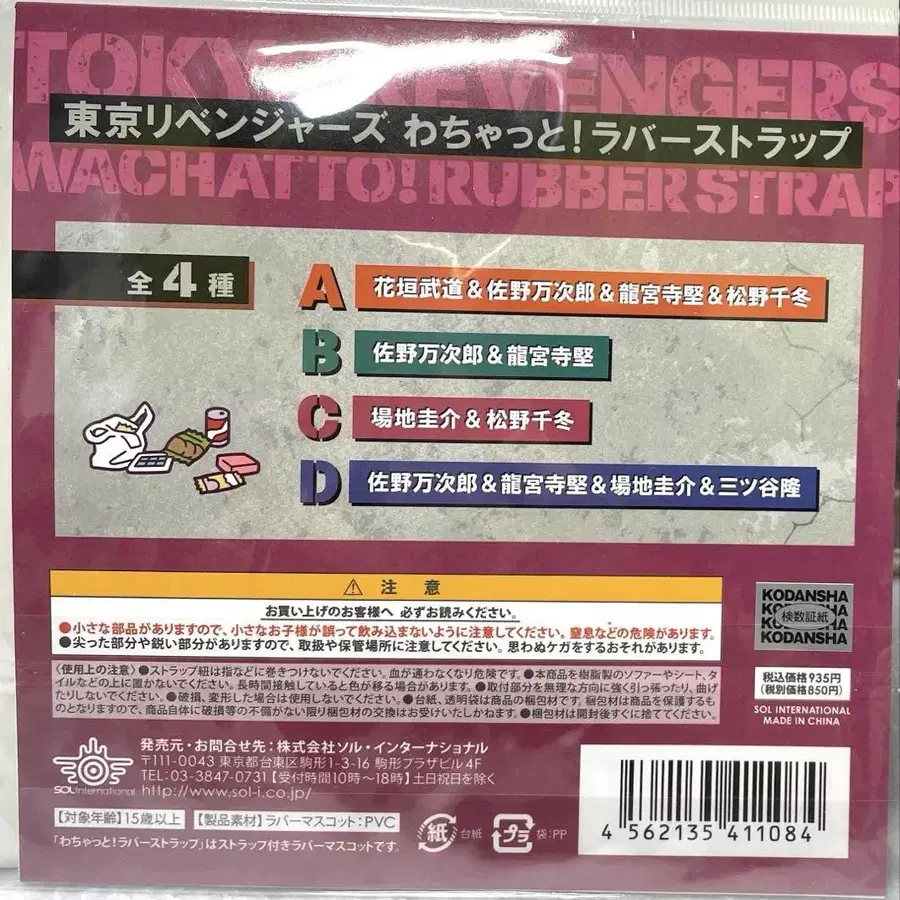 TOKYO REVENGERS
東京リベンジャーズ わちゃっと!ラバーストラップ
WACHATTO! RUBBER STRAP
全4種
A 花垣武道&佐野万次郎&龍宮寺堅&松野千冬
B 佐野万次郎&龍宮寺堅
C 場地圭介&松野千冬
D 佐野万次郎&龍宮寺堅&場地圭介&三ツ谷隆
⚠ 注 意
お買い上げのお客様へ 必ずお読みください。
●小さな部品がありますので、小さなお子様が誤って飲み込まないように注意してください。窒息などの危険があります。
●尖った部分や鋭い部分がありますので、取扱や保管場所に注意してください。思わぬケガをするおそれがあります。
〈使用上の注意〉●ストラップ紐は指などに巻きつけないでください。血が通わなくなり危険です。●本商品を樹脂製のソファーやシート、タ
イルなどの上に置かないでください。長時間接触していると色が移る場合があります。●取付部分を無理な方向に強く引っ張ったり、曲げ
たりしないでください。●破損、変形した場合は使用しないでください。●台紙、透明袋は商品の梱包材です。梱包材は商品を保護するも
のとなりますので、商品自体に破損等の不備がない限り梱包材の交換はお受けいたしかねます。●梱包材は開封後すぐに捨ててください。
KODANSHA
KODANSHA
検数証紙
KODANSHA
KODANSHA
税込価格935円
(税別価格850円)
SOL INTERNATIONAL
MADE IN CHINA
SOL International
発売元・お問合せ先:株式会社ソル・インターナショナル
〒111-0043 東京都台東区駒形1-3-16 駒形プラザビル4F
TEL:03-3847-0731【受付時間10時〜18時】土日祝日を除く
http://www.sol-i.co.jp/
【対象年齢】15歳以上 【製品素材】ラバーマスコット:PVC
「わちゃっと!ラバーストラップ」はストラップ付きラバーマスコットです。
紙 台紙
プラ 袋:PP
4 562135 411084